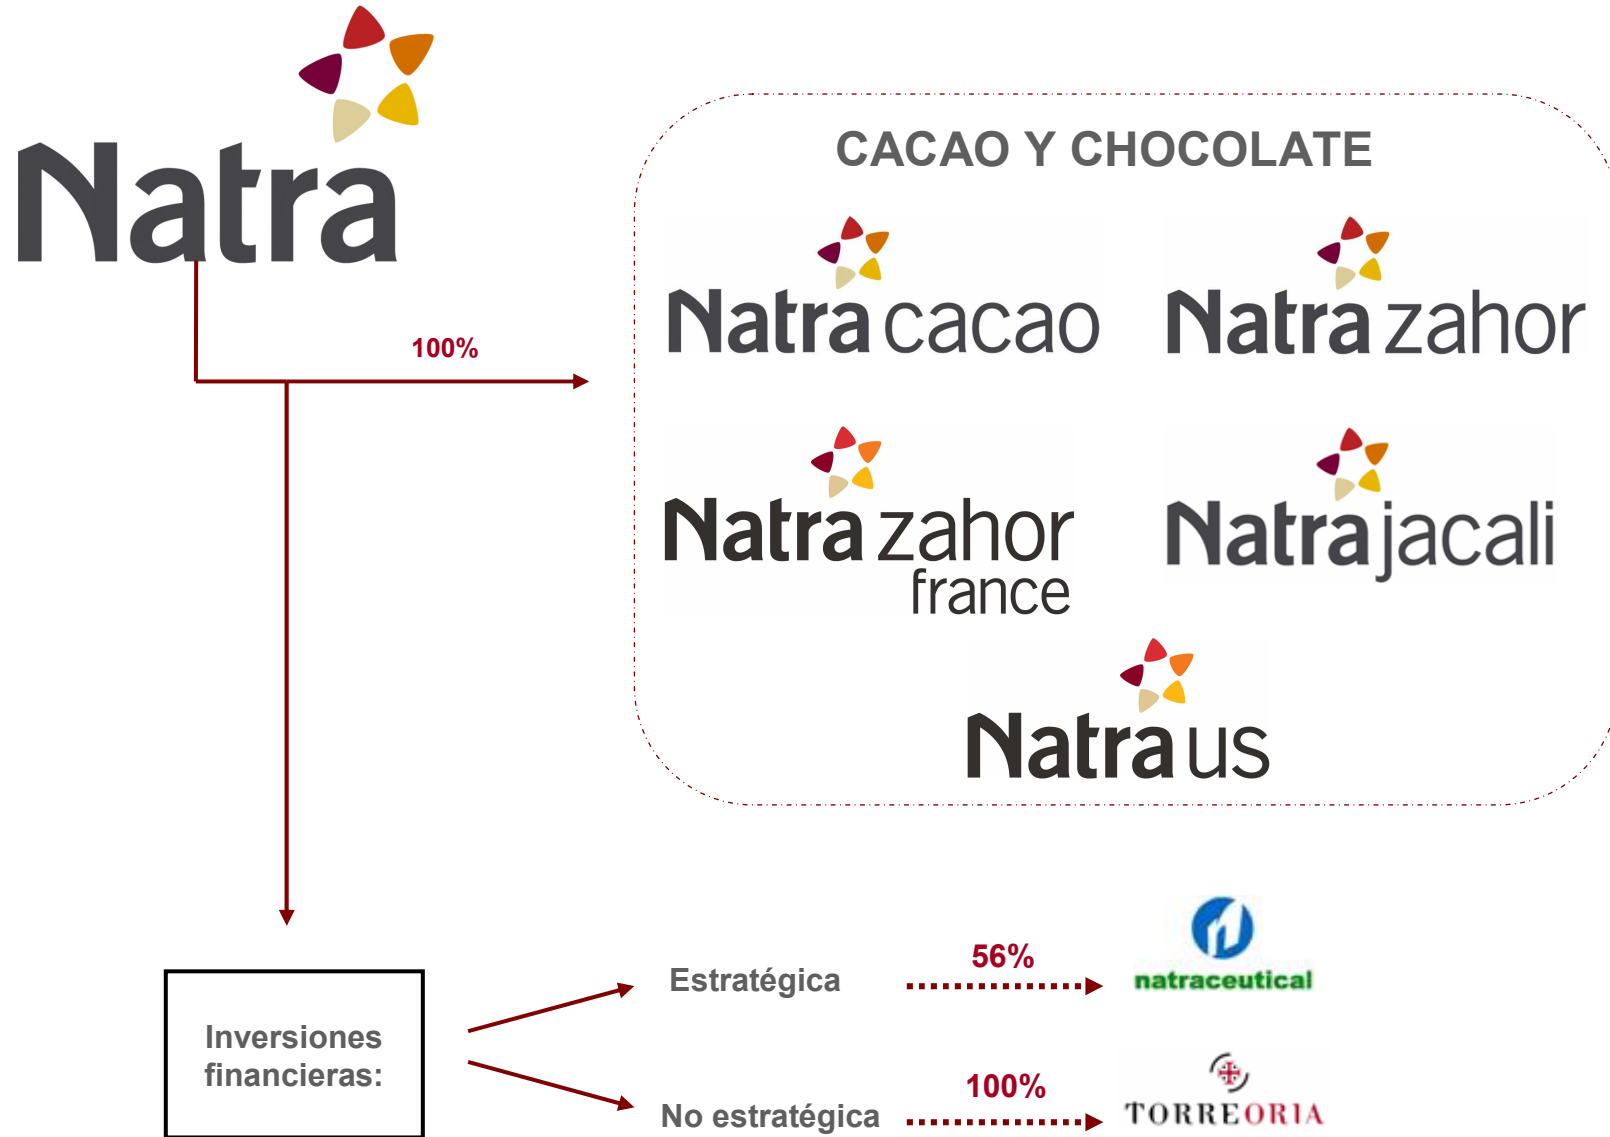 Natra
CACAO Y CHOCOLATE
Natra cacao
Natra zahor
100%
Natra zahor
france
Natra jacali
Natra us
Inversiones
financieras:
Estratégica
56%
natraceutical
No estratégica
100%
TORREORIA